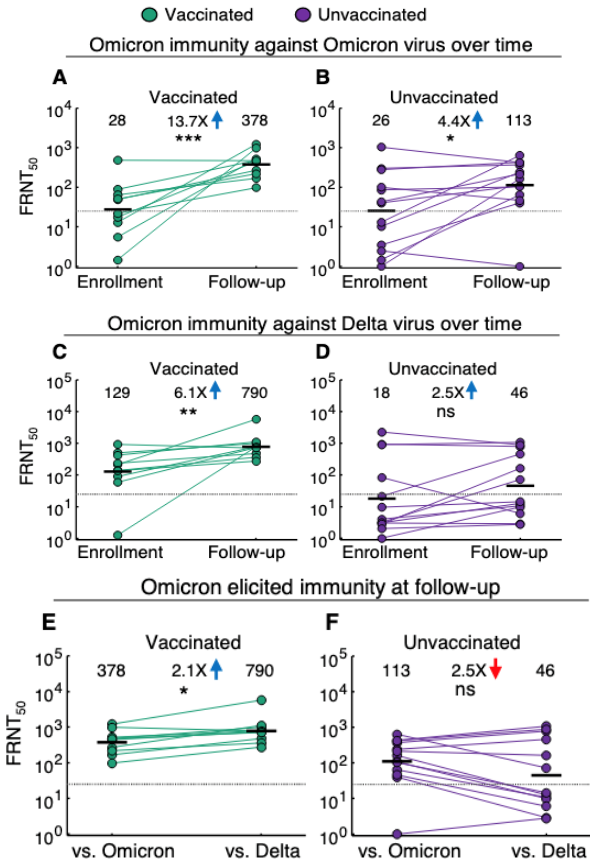 Vaccinated Unvaccinated
Omicron immunity against Omicron virus over time
A B
Vaccinated Unvaccinated
28 13.7X 378 26 4.4X 113
*** *
FRNT50
10^4 10^3 10^2 10^1 10^0
10^4 10^3 10^2 10^1 10^0
Enrollment Follow-up Enrollment Follow-up
Omicron immunity against Delta virus over time
C D
Vaccinated Unvaccinated
129 6.1X 790 18 2.5X 46
** ns
FRNT50
10^5 10^4 10^3 10^2 10^1 10^0
10^5 10^4 10^3 10^2 10^1 10^0
Enrollment Follow-up Enrollment Follow-up
Omicron elicited immunity at follow-up
E F
Vaccinated Unvaccinated
378 2.1X 790 113 2.5X 46
* ns
FRNT50
10^5 10^4 10^3 10^2 10^1 10^0
10^5 10^4 10^3 10^2 10^1 10^0
vs. Omicron vs. Delta vs. Omicron vs. Delta